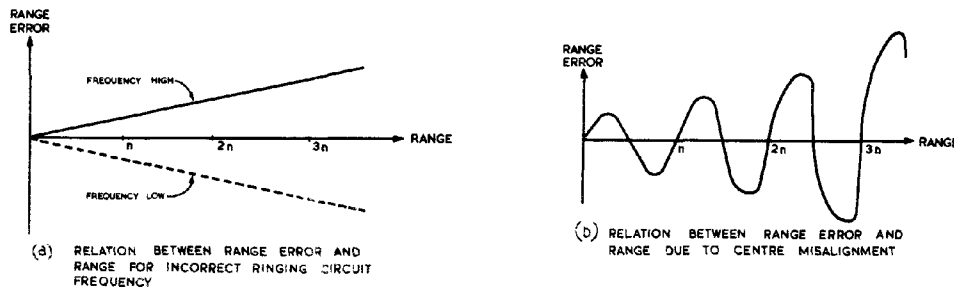 RANGE
ERROR
FREQUENCY HIGH
RANGE
n
2n
3n
FREQUENCY LOW
(a) RELATION BETWEEN RANGE ERROR AND
RANGE FOR INCORRECT RINGING CIRCUIT
FREQUENCY
RANGE
ERROR
n
2n
3n
RANGE
(b) RELATION BETWEEN RANGE ERROR AND
RANGE DUE TO CENTRE MISALIGNMENT